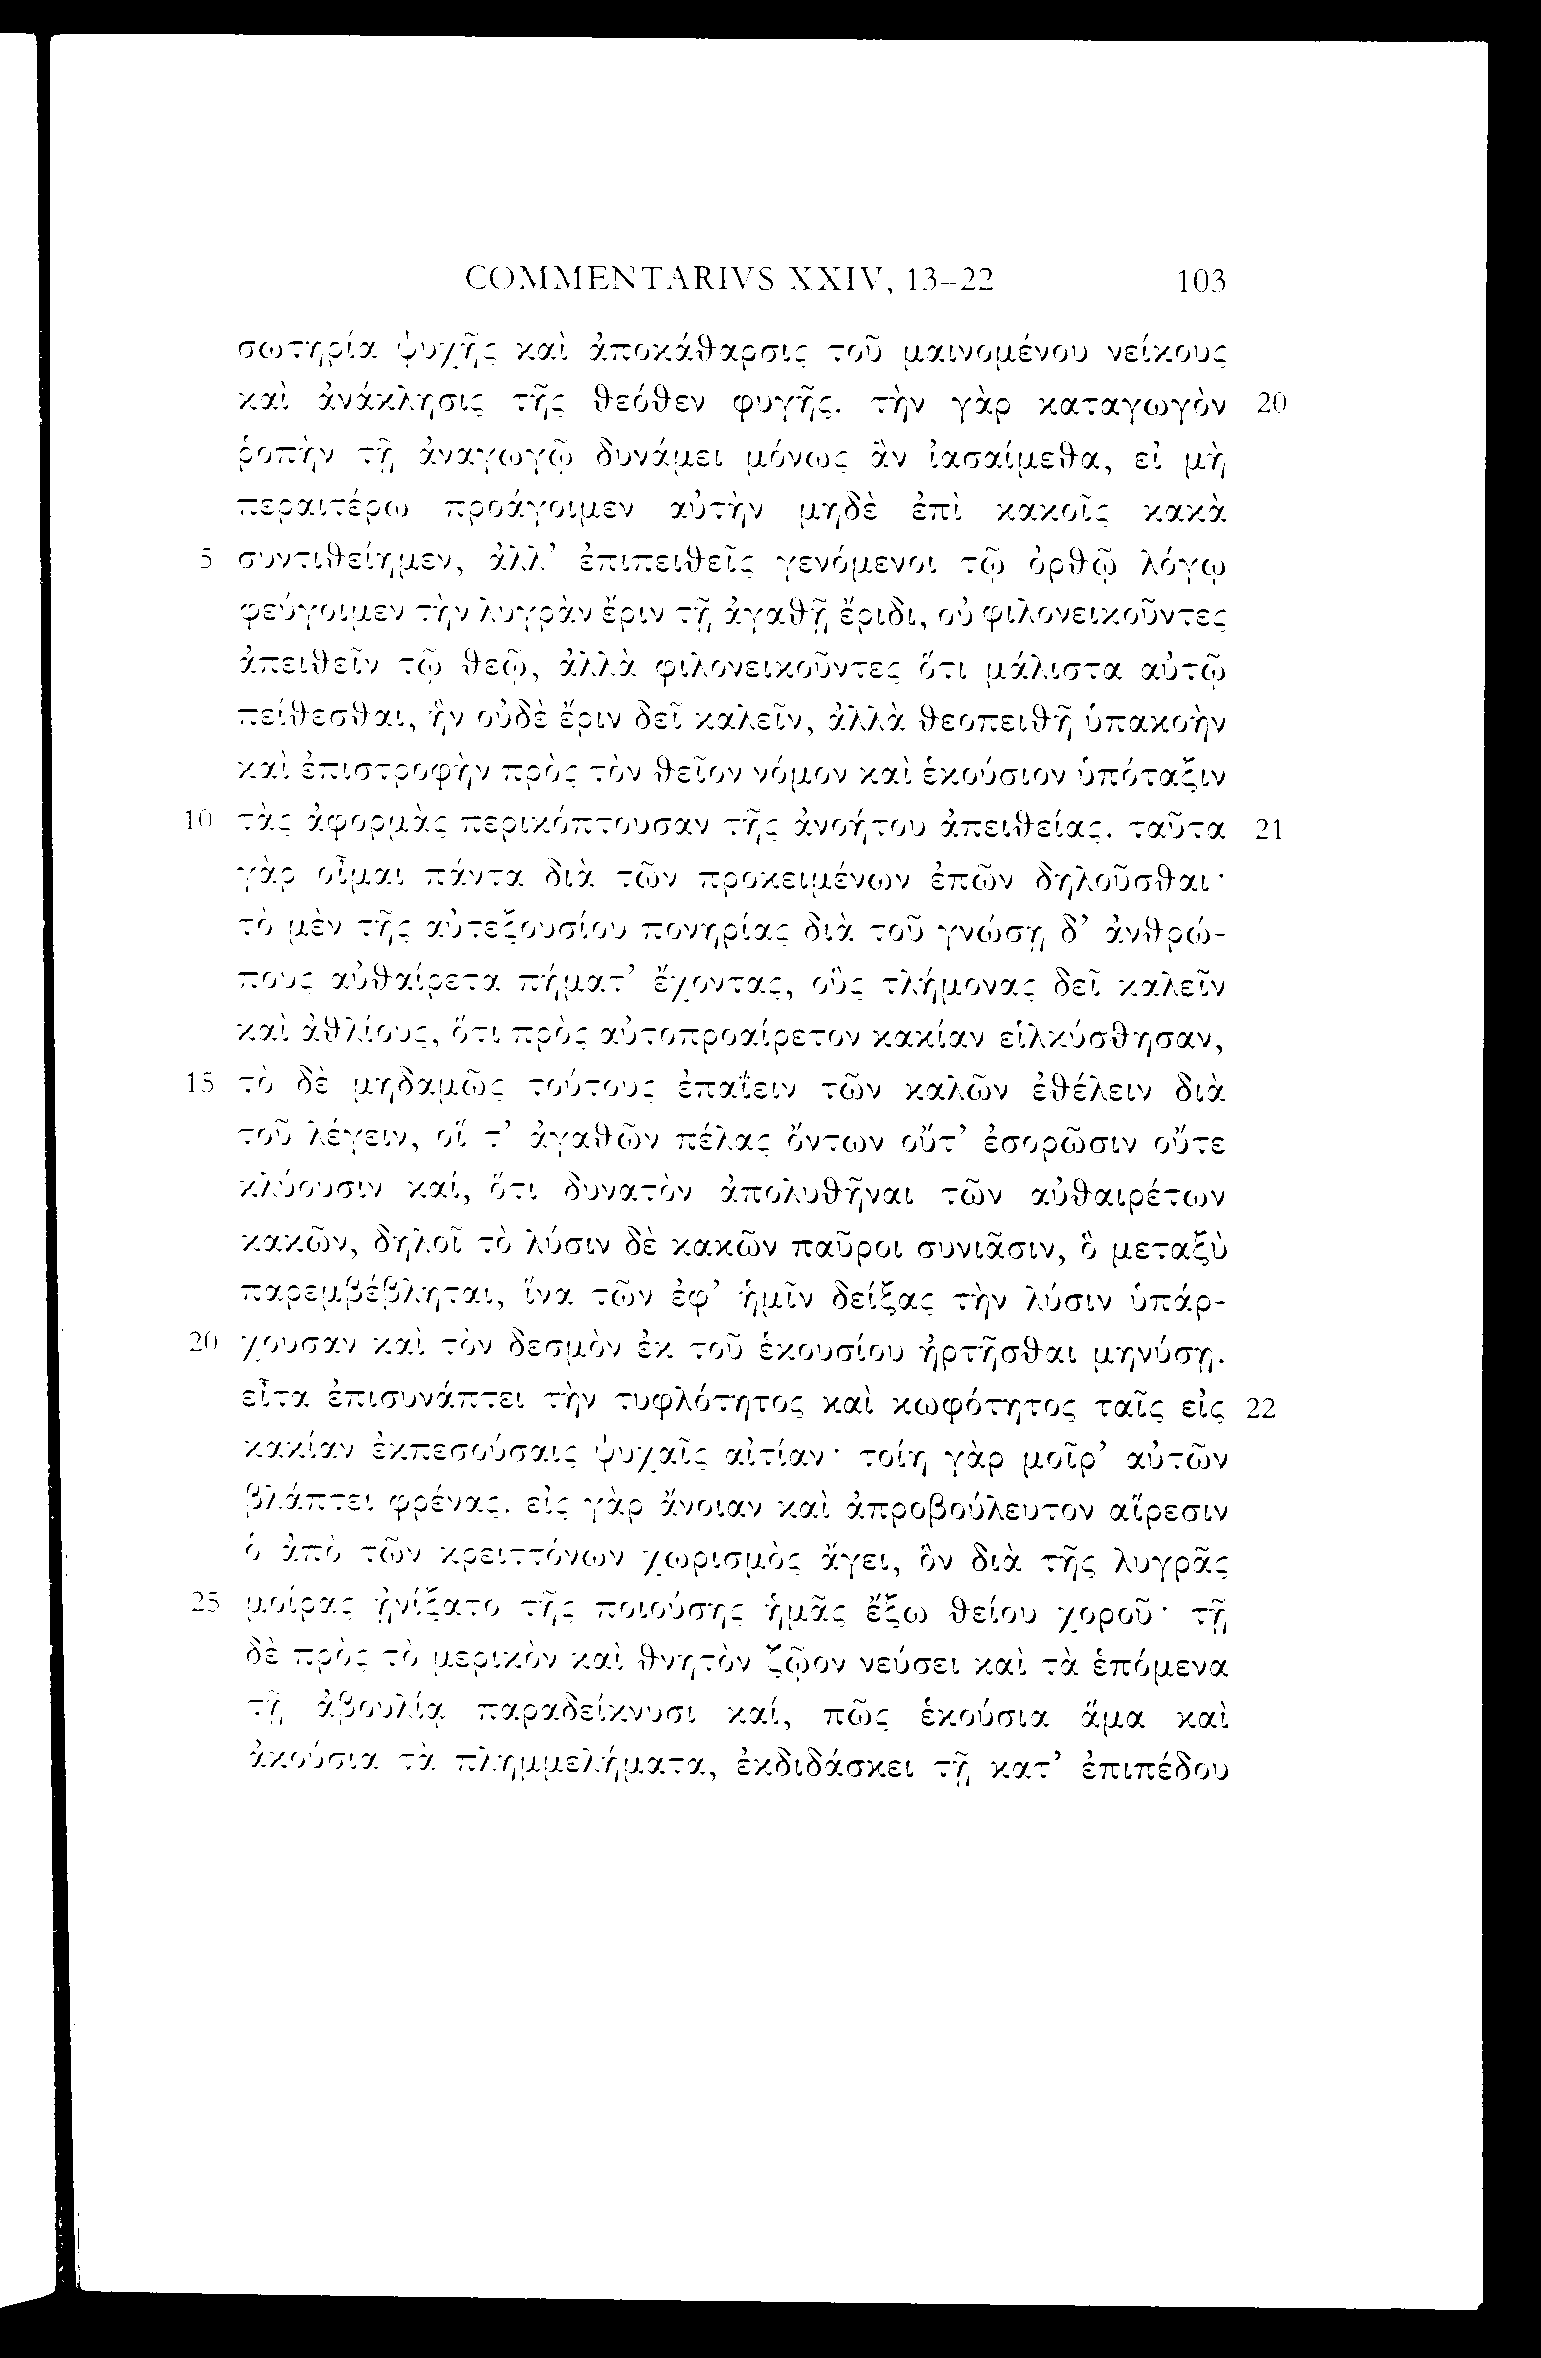 COMMENTARIVS XXIV, 13–22 103
σωτηρία ψυχῆς καὶ ἀποκάθαρσις τοῦ μαινομένου νείκους
καὶ ἀνάκλησις τῆς θεόθεν φυγῆς. τὴν γὰρ καταγωγὸν 20
ῥοπὴν τῇ ἀναγωγῷ δυνάμει μόνως ἂν ἰασαίμεθα, εἰ μὴ
περαιτέρω προάγοιμεν αὐτὴν μηδὲ ἐπὶ κακοῖς κακὰ
5 συντιθείημεν, ἀλλ’ ἐπιπειθεῖς γενόμενοι τῷ ὀρθῷ λόγῳ
φεύγοιμεν τὴν λυγρὰν ἔριν τῇ ἀγαθῇ ἔριδι, οὐ φιλονεικοῦντες
ἀπειθεῖν τῷ θεῷ, ἀλλὰ φιλονεικοῦντες ὅτι μάλιστα αὐτῷ
πείθεσθαι, ἣν οὐδὲ ἔριν δεῖ καλεῖν, ἀλλὰ θεοπειθῆ ὑπακοὴν
καὶ ἐπιστροφὴν πρὸς τὸν θεῖον νόμον καὶ ἑκούσιον ὑπόταξιν
10 τὰς ἀφορμὰς περικόπτουσαν τῆς ἀνοήτου ἀπειθείας. ταῦτα 21
γὰρ οἶμαι πάντα διὰ τῶν προκειμένων ἐπῶν δηλοῦσθαι·
τὸ μὲν τῆς αὐτεξουσίου πονηρίας διὰ τοῦ γνώσῃ δ’ ἀνθρώ-
πους αὐθαίρετα πήματ’ ἔχοντας, οὓς τλήμονας δεῖ καλεῖν
καὶ ἀθλίους, ὅτι πρὸς αὐτοπροαίρετον κακίαν εἱλκύσθησαν,
15 τὸ δὲ μηδαμῶς τούτους ἐπαΐειν τῶν καλῶν ἐθέλειν διὰ
τοῦ λέγειν, οἵ τ’ ἀγαθῶν πέλας ὄντων οὔτ’ ἐσορῶσιν οὔτε
κλύουσιν καί, ὅτι δυνατὸν ἀπολυθῆναι τῶν αὐθαιρέτων
κακῶν, δηλοῖ τὸ λύσιν δὲ κακῶν παῦροι συνιᾶσιν, ὃ μεταξὺ
παρεμβέβληται, ἵνα τῶν ἐφ’ ἡμῖν δείξας τὴν λύσιν ὑπάρ-
20 χουσαν καὶ τὸν δεσμὸν ἐκ τοῦ ἑκουσίου ἠρτῆσθαι μηνύσῃ.
εἶτα ἐπισυνάπτει τὴν τυφλότητος καὶ κωφότητος ταῖς εἰς 22
κακίαν ἐκπεσούσαις ψυχαῖς αἰτίαν· τοίη γὰρ μοῖρ’ αὐτῶν
βλάπτει φρένας. εἰς γὰρ ἄνοιαν καὶ ἀπροβούλευτον αἵρεσιν
ὁ ἀπὸ τῶν κρειττόνων χωρισμὸς ἄγει, ὃν διὰ τῆς λυγρᾶς
25 μοίρας ᾐνίξατο τῆς ποιούσης ἡμᾶς ἔξω θείου χοροῦ· τῇ
δὲ πρὸς τὸ μερικὸν καὶ θνητὸν ζῷον νεύσει καὶ τὰ ἑπόμενα
τῇ ἀβουλίᾳ παραδείκνυσι καί, πῶς ἑκούσια ἅμα καὶ
ἀκούσια τὰ πλημμελήματα, ἐκδιδάσκει τῇ κατ’ ἐπιπέδου